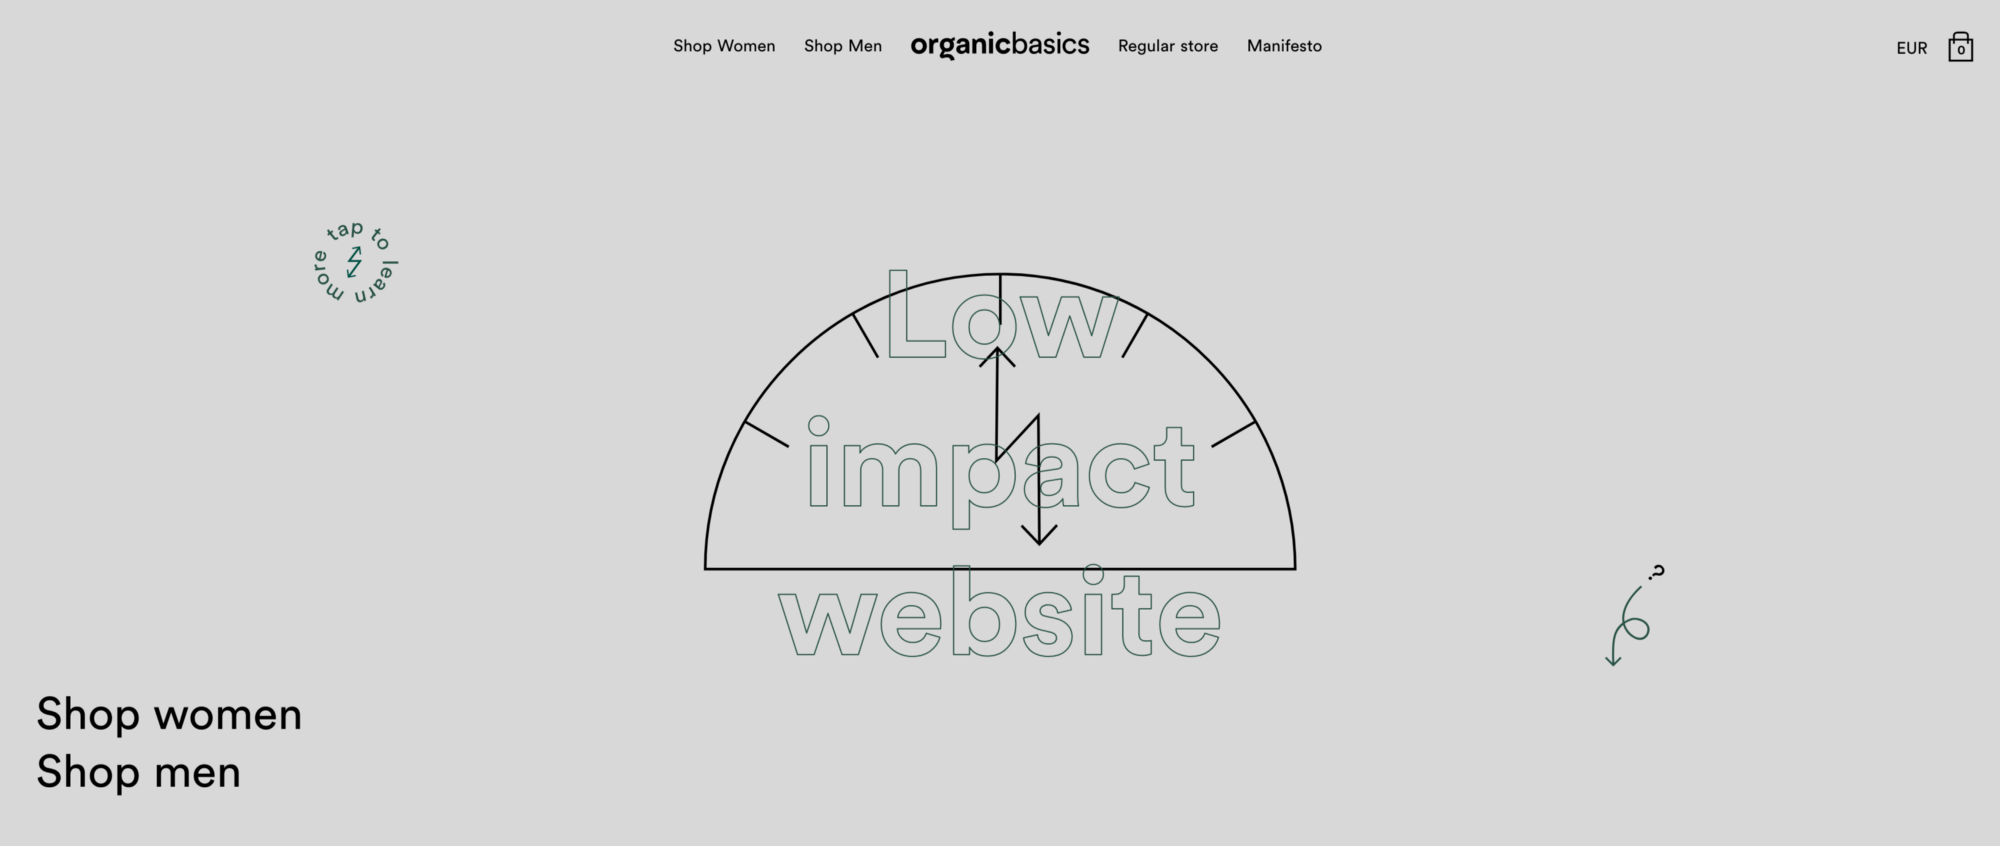 Shop Women
Shop Men
organicbasics
Regular store
Manifesto
EUR
0
tap to learn more
Low
impact
website
?
Shop women
Shop men